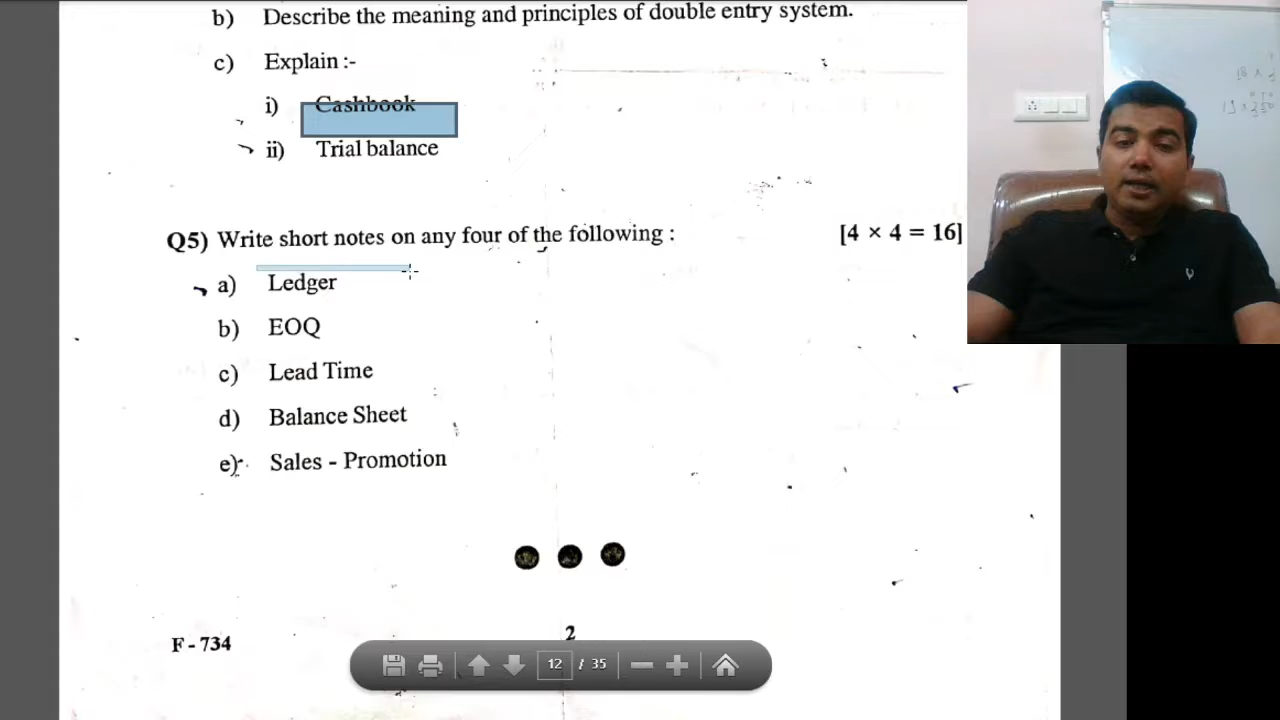 b) Describe the meaning and principles of double entry system.
c) Explain :-
i) Cashbook
ii) Trial balance
Q5) Write short notes on any four of the following : [4 × 4 = 16]
a) Ledger
b) EOQ
c) Lead Time
d) Balance Sheet
e) Sales - Promotion
F - 734
2
12 / 35